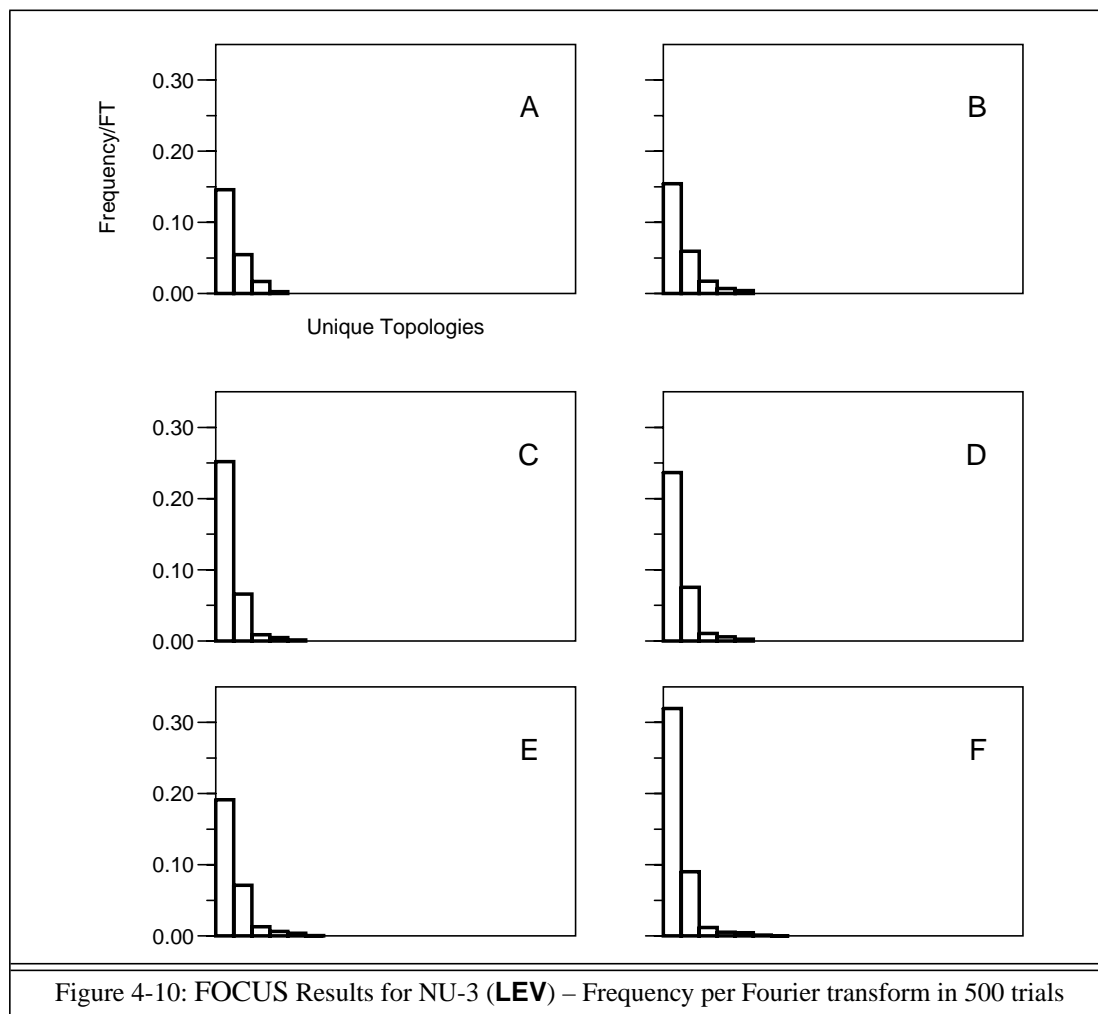 0.30
0.20
0.10
0.00
Frequency/FT
A
B
Unique Topologies
0.30
0.20
0.10
0.00
C
D
0.30
0.20
0.10
0.00
E
F
Figure 4-10: FOCUS Results for NU-3 (LEV) – Frequency per Fourier transform in 500 trials